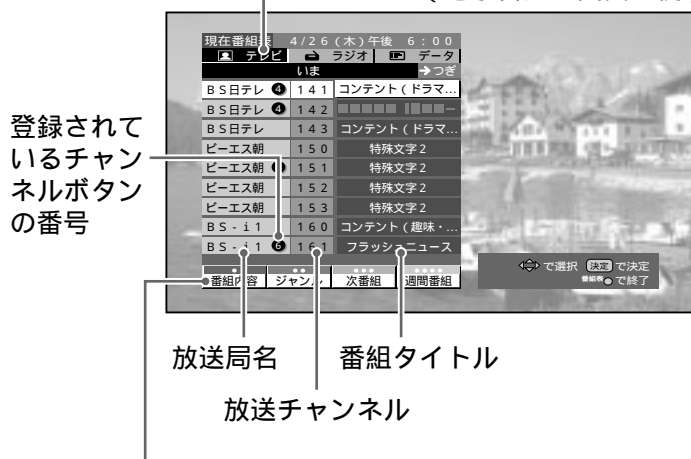 現在番組表 4/26(木)午後 6:00
テレビ ラジオ データ
いま →つぎ
BS日テレ ❹ 141 コンテント(ドラマ...
BS日テレ ❹ 142
BS日テレ 143 コンテント(ドラマ...
ビーエス朝 150 特殊文字2
ビーエス朝 151 特殊文字2
ビーエス朝 152 特殊文字2
ビーエス朝 153 特殊文字2
BS-i1 160 コンテント(趣味・...
BS-i1 ❻ 161 フラッシュニュース
番組内容 ジャンル 次番組 週間番組
で選択 決定 で決定
番組表 で終了
登録されて
いるチャン
ネルボタン
の番号
放送局名
番組タイトル
放送チャンネル